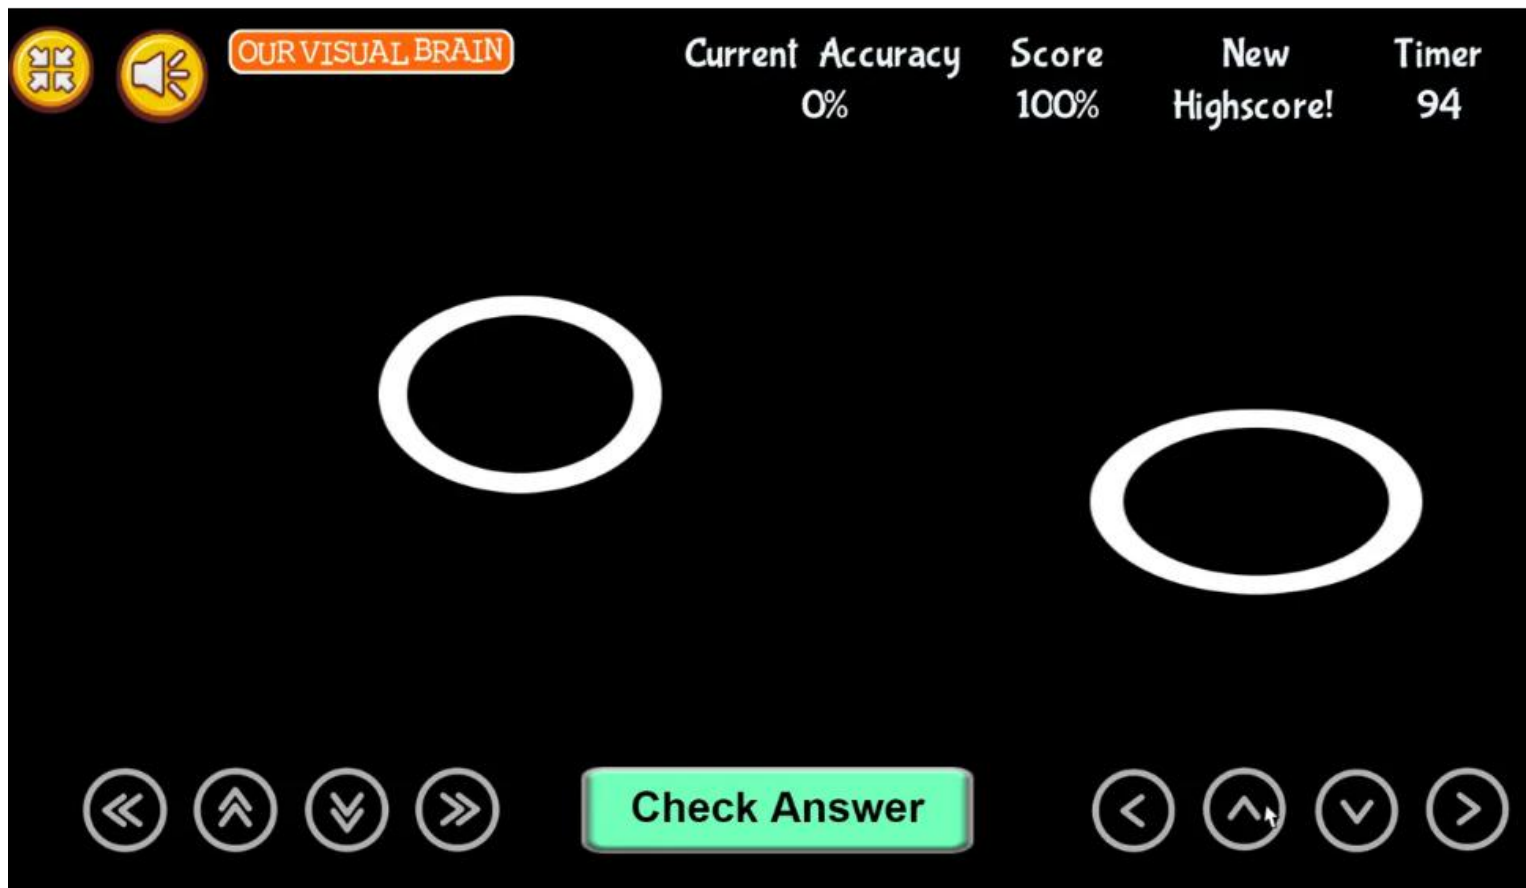 OUR VISUAL BRAIN
Current Accuracy
0%
Score
100%
New
Highscore!
Timer
94
Check Answer